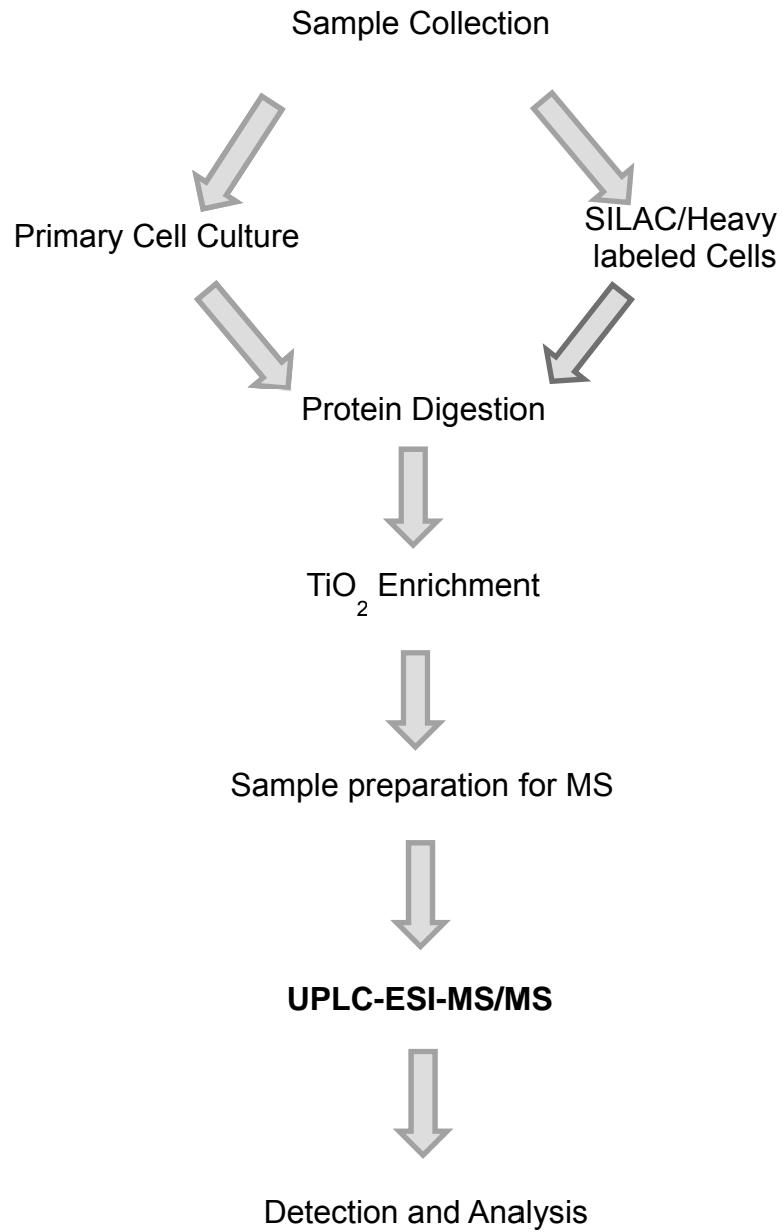 Sample Collection
Primary Cell Culture
SILAC/Heavy
labeled Cells
Protein Digestion
TiO₂ Enrichment
Sample preparation for MS
UPLC-ESI-MS/MS
Detection and Analysis